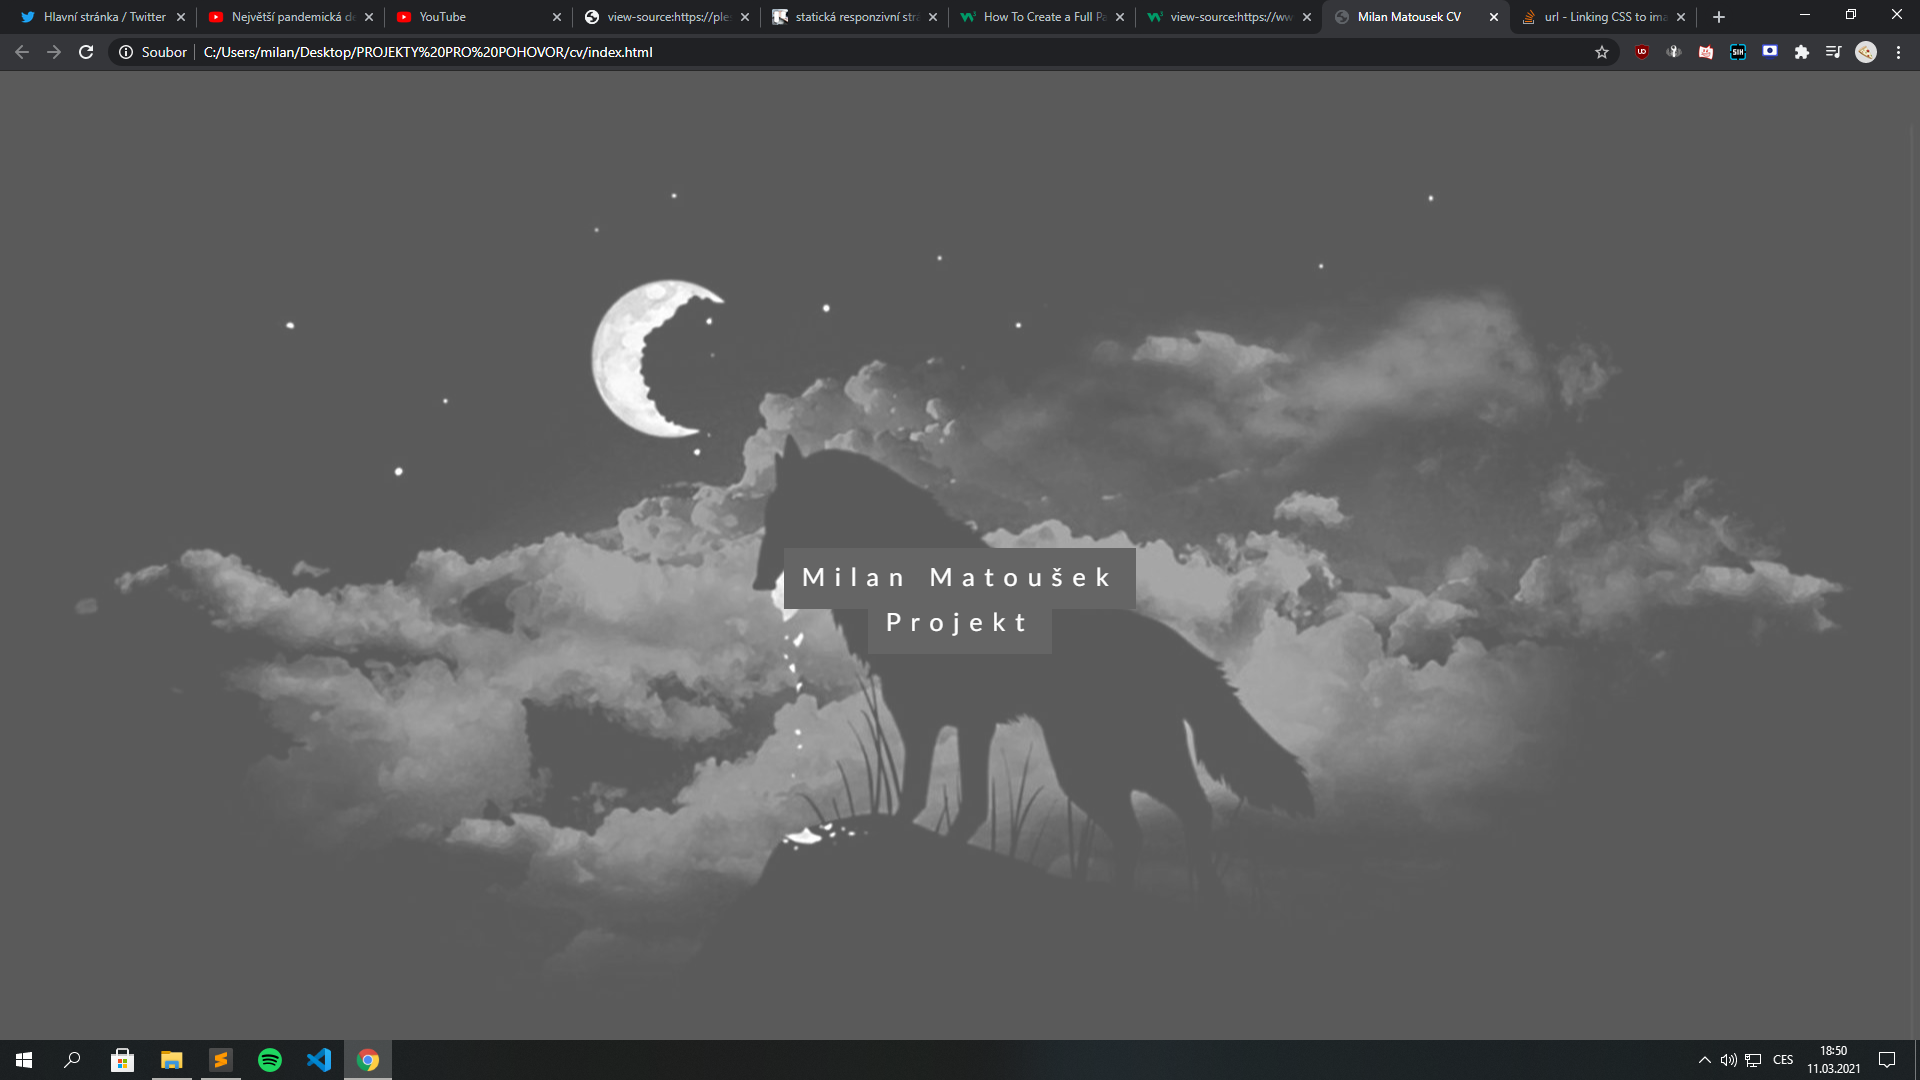 Hlavní stránka / Twitter
Největší pandemická d
YouTube
view-source:https://ple
statická responzivní str
How To Create a Full Pa
view-source:https://ww
Milan Matousek CV
url - Linking CSS to ima
Soubor
C:/Users/milan/Desktop/PROJEKTY%20PRO%20POHOVOR/cv/index.html
Milan Matoušek
Projekt
CES
18:50
11.03.2021